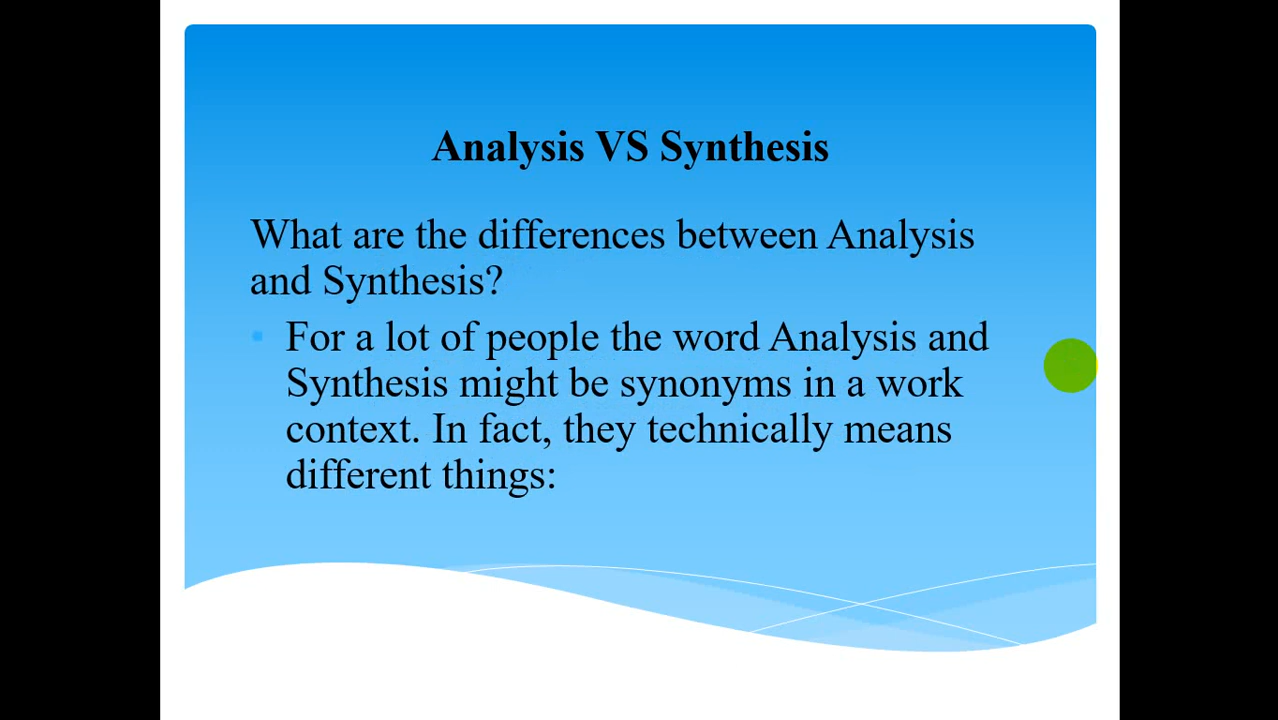 Analysis VS Synthesis
What are the differences between Analysis
and Synthesis?
For a lot of people the word Analysis and
Synthesis might be synonyms in a work
context. In fact, they technically means
different things: